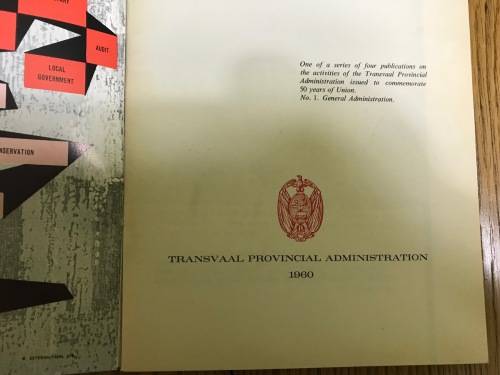 AUDIT
LOCAL
GOVERNMENT
One of a series of four publications on
the activities of the Transvaal Provincial
Administration issued to commemorate
50 years of Union.
No. 1. General Administration.
TRANSVAAL PROVINCIAL ADMINISTRATION
1960